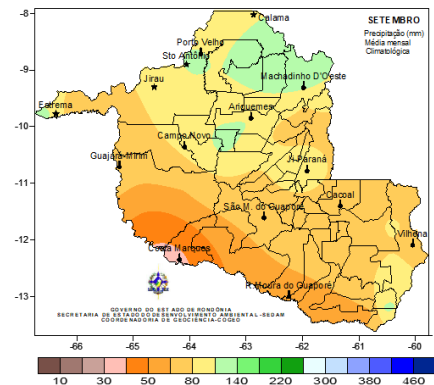 SETEMBRO
Precipitação (mm)
Média mensal
Climatológica
-8
-9
-10
-11
-12
-13
Calama
Porto Velho
Sto Antônio
Jirau
Machadinho D'Oeste
Extrema
Ariquemes
Campo Novo
Guajará-Mirim
Ji-Paraná
Cacoal
São M. do Guaporé
Vilhena
Costa Marques
P. Moura do Guaporé
GOVERNO DO ESTADO DE RONDÔNIA
SECRETARIA DE ESTADO DE DESENVOLVIMENTO AMBIENTAL-SEDAM
COORDENADORIA DE GEOCIENCIA-COGEO
-66 -65 -64 -63 -62 -61 -60
10 30 50 80 140 220 300 380 460